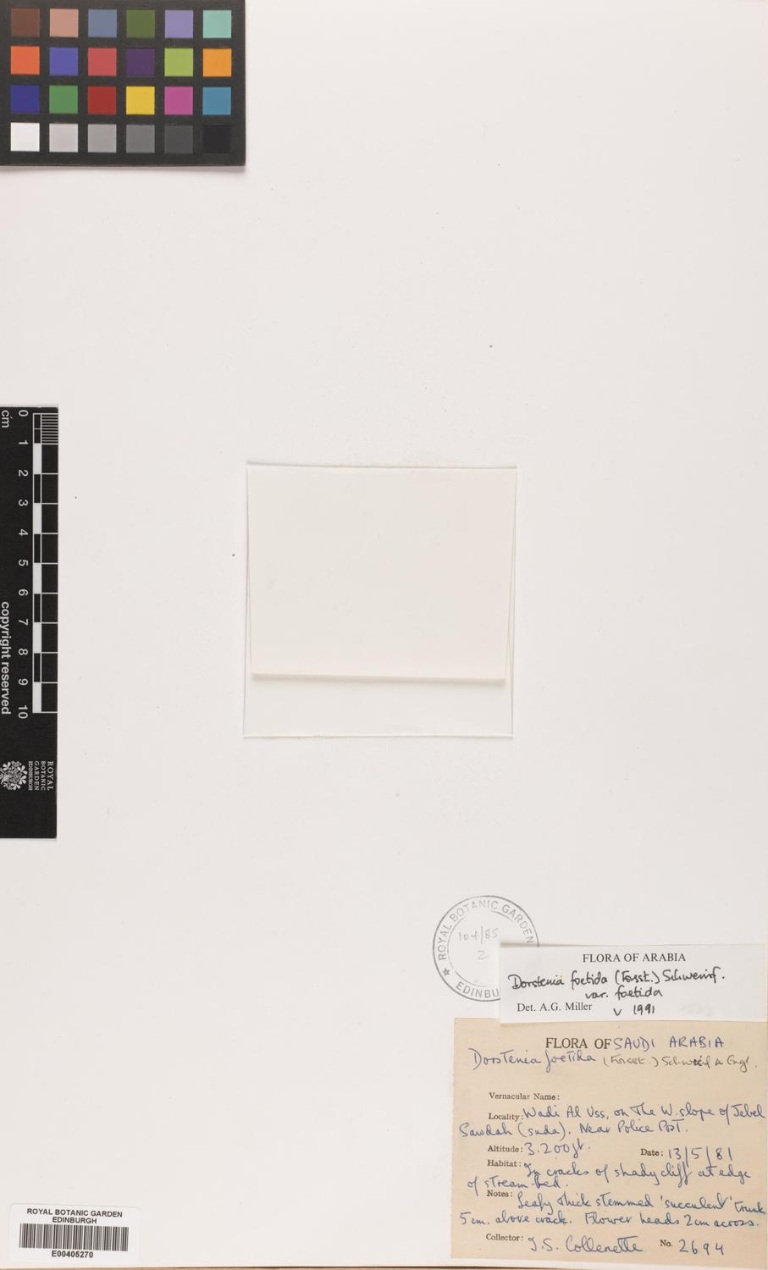 cm
0 1 2 3 4 5 6 7 8 9 10
copyright reserved
ROYAL
BOTANIC
GARDEN
EDINBURGH
ROYAL BOTANIC GARDEN
104/85
2
EDINBU
FLORA OF ARABIA
Dorstenia foetida (Forsst.) Schweinf.
var. foetida
Det. A.G. Miller V 1991
FLORA OF SAUDI ARABIA
Dorstenia foetida (Forsst.) Schweif & Engl.
Vernacular Name:
Locality: Wadi Al Uss, on the W. slope of Jebel
Sawdah (suda). Near Police Post.
Altitude: 3.200ft. Date: 13/5/81
Habitat: In cracks of shady cliff at edge
of stream bed.
Notes: Leafy thick stemmed 'succulent' trunk
5 cm. above crack. Flower heads 2 cm across.
Collector: I.S. Collenette No. 2694
ROYAL BOTANIC GARDEN
EDINBURGH
E00405270